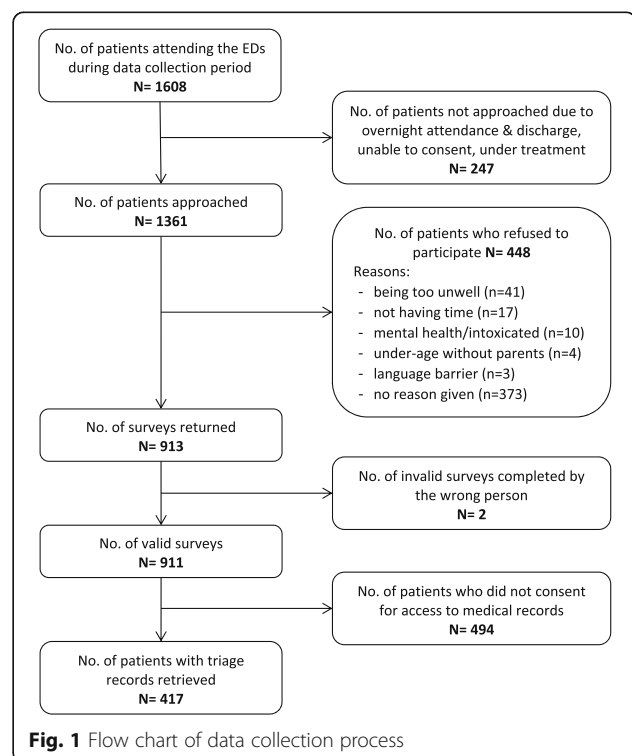 No. of patients attending the EDs
during data collection period
N= 1608
No. of patients not approached due to
overnight attendance & discharge,
unable to consent, under treatment
N= 247
No. of patients approached
N= 1361
No. of patients who refused to
participate N= 448
Reasons:
- being too unwell (n=41)
- not having time (n=17)
- mental health/intoxicated (n=10)
- under-age without parents (n=4)
- language barrier (n=3)
- no reason given (n=373)
No. of surveys returned
N= 913
No. of invalid surveys completed by
the wrong person
N= 2
No. of valid surveys
N= 911
No. of patients who did not consent
for access to medical records
N= 494
No. of patients with triage
records retrieved
N= 417
Fig. 1 Flow chart of data collection process